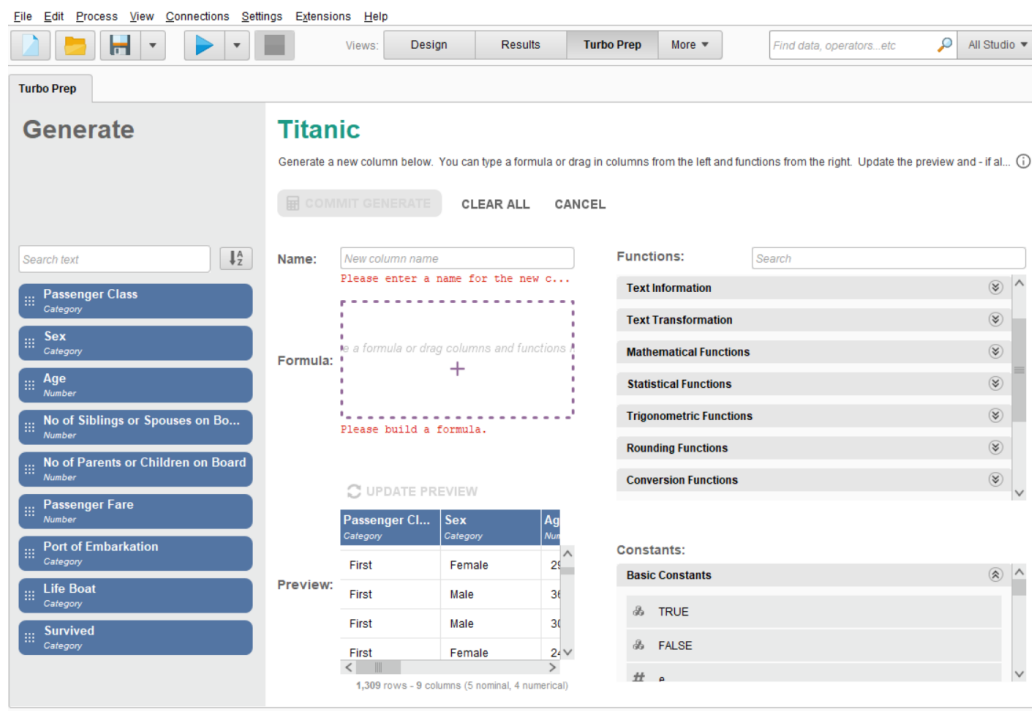 File Edit Process View Connections Settings Extensions Help
Views: Design Results Turbo Prep More Find data, operators...etc All Studio
Turbo Prep
Generate
Titanic
Generate a new column below. You can type a formula or drag in columns from the left and functions from the right. Update the preview and - if al...
COMMIT GENERATE CLEAR ALL CANCEL
Search text
Passenger Class
Category
Sex
Category
Age
Number
No of Siblings or Spouses on Bo...
Number
No of Parents or Children on Board
Number
Passenger Fare
Number
Port of Embarkation
Category
Life Boat
Category
Survived
Category
Name: New column name
Please enter a name for the new c...
Formula: a formula or drag columns and functions
Please build a formula.
UPDATE PREVIEW
Preview:
Passenger Cl... Sex Ag
Category Category Num
First Female 29
First Male 36
First Male 30
First Female 24
1,309 rows - 9 columns (5 nominal, 4 numerical)
Functions: Search
Text Information
Text Transformation
Mathematical Functions
Statistical Functions
Trigonometric Functions
Rounding Functions
Conversion Functions
Constants:
Basic Constants
TRUE
FALSE
# e